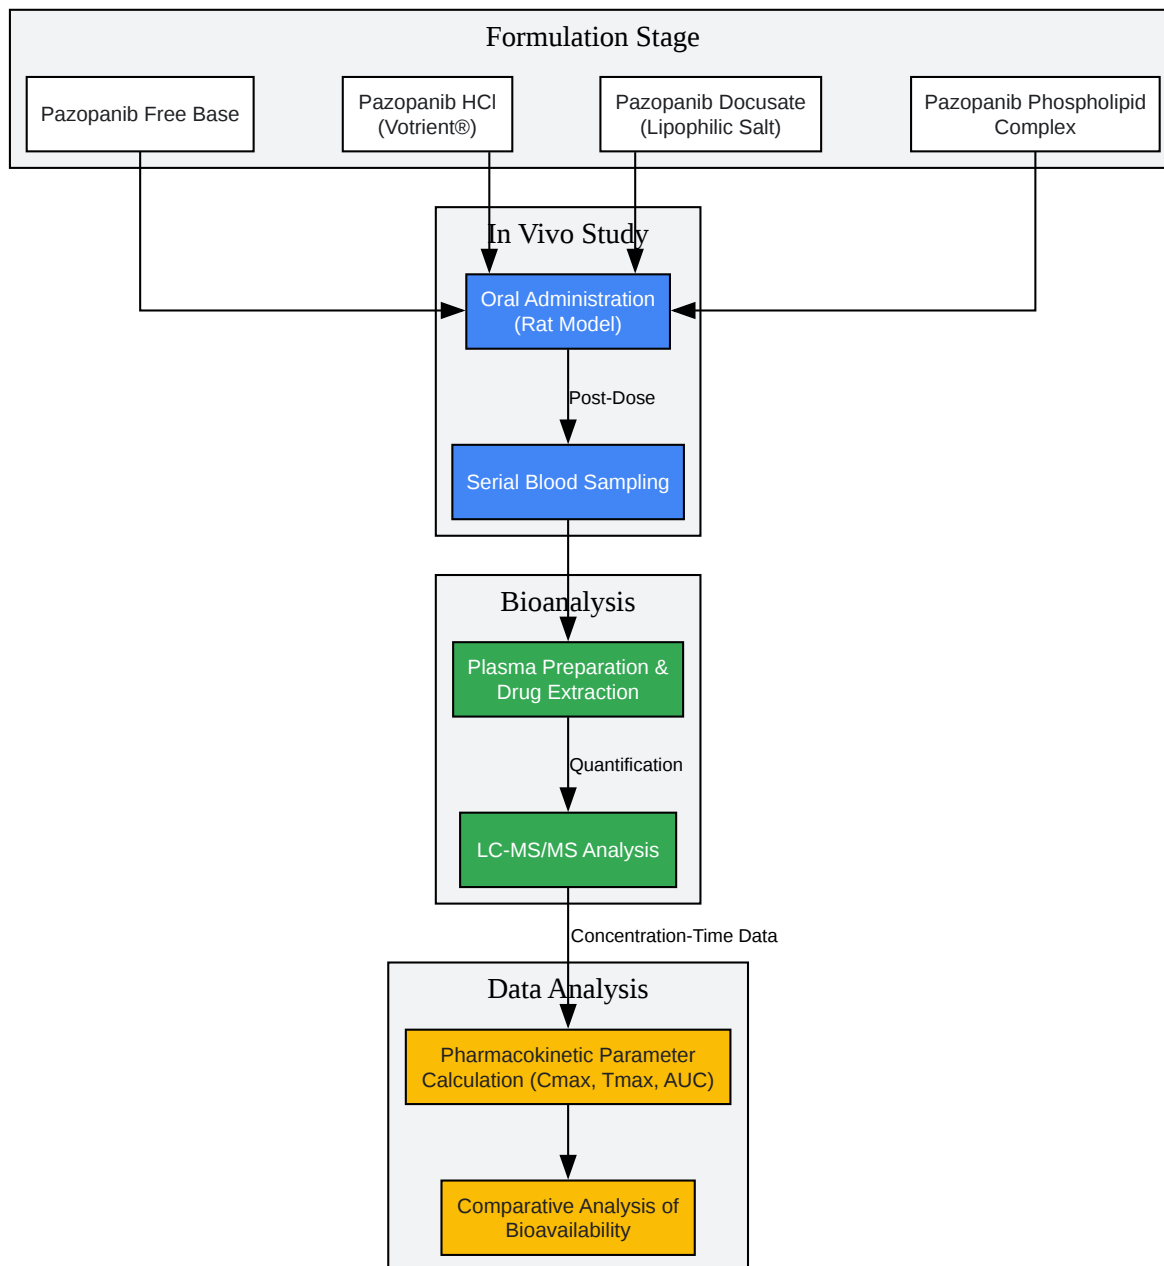 Formulation Stage
Pazopanib Free Base
Pazopanib HCl
(Votrient®)
Pazopanib Docusate
(Lipophilic Salt)
Pazopanib Phospholipid
Complex
In Vivo Study
Oral Administration
(Rat Model)
Post-Dose
Serial Blood Sampling
Bioanalysis
Plasma Preparation &
Drug Extraction
Quantification
LC-MS/MS Analysis
Concentration-Time Data
Data Analysis
Pharmacokinetic Parameter
Calculation (Cmax, Tmax, AUC)
Comparative Analysis of
Bioavailability